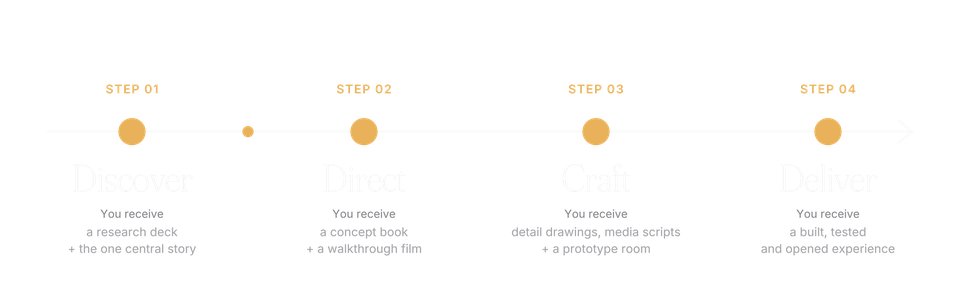 STEP 01
STEP 02
STEP 03
STEP 04
Discover
Direct
Craft
Deliver
You receive
a research deck
+ the one central story
You receive
a concept book
+ a walkthrough film
You receive
detail drawings, media scripts
+ a prototype room
You receive
a built, tested
and opened experience